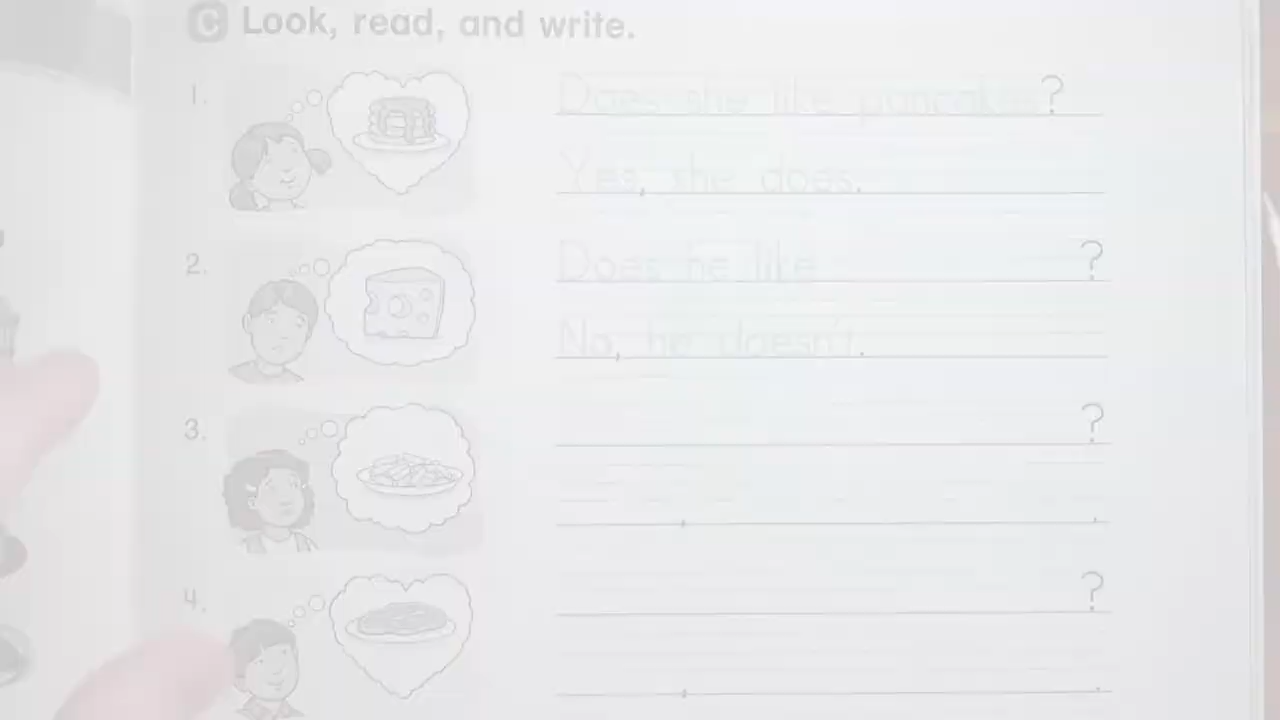 C Look, read, and write.
1. Does she like pancakes?
Yes, she does.
2. Does he like ?
No, he doesn't.
3. ?
, .
4. ?
, .